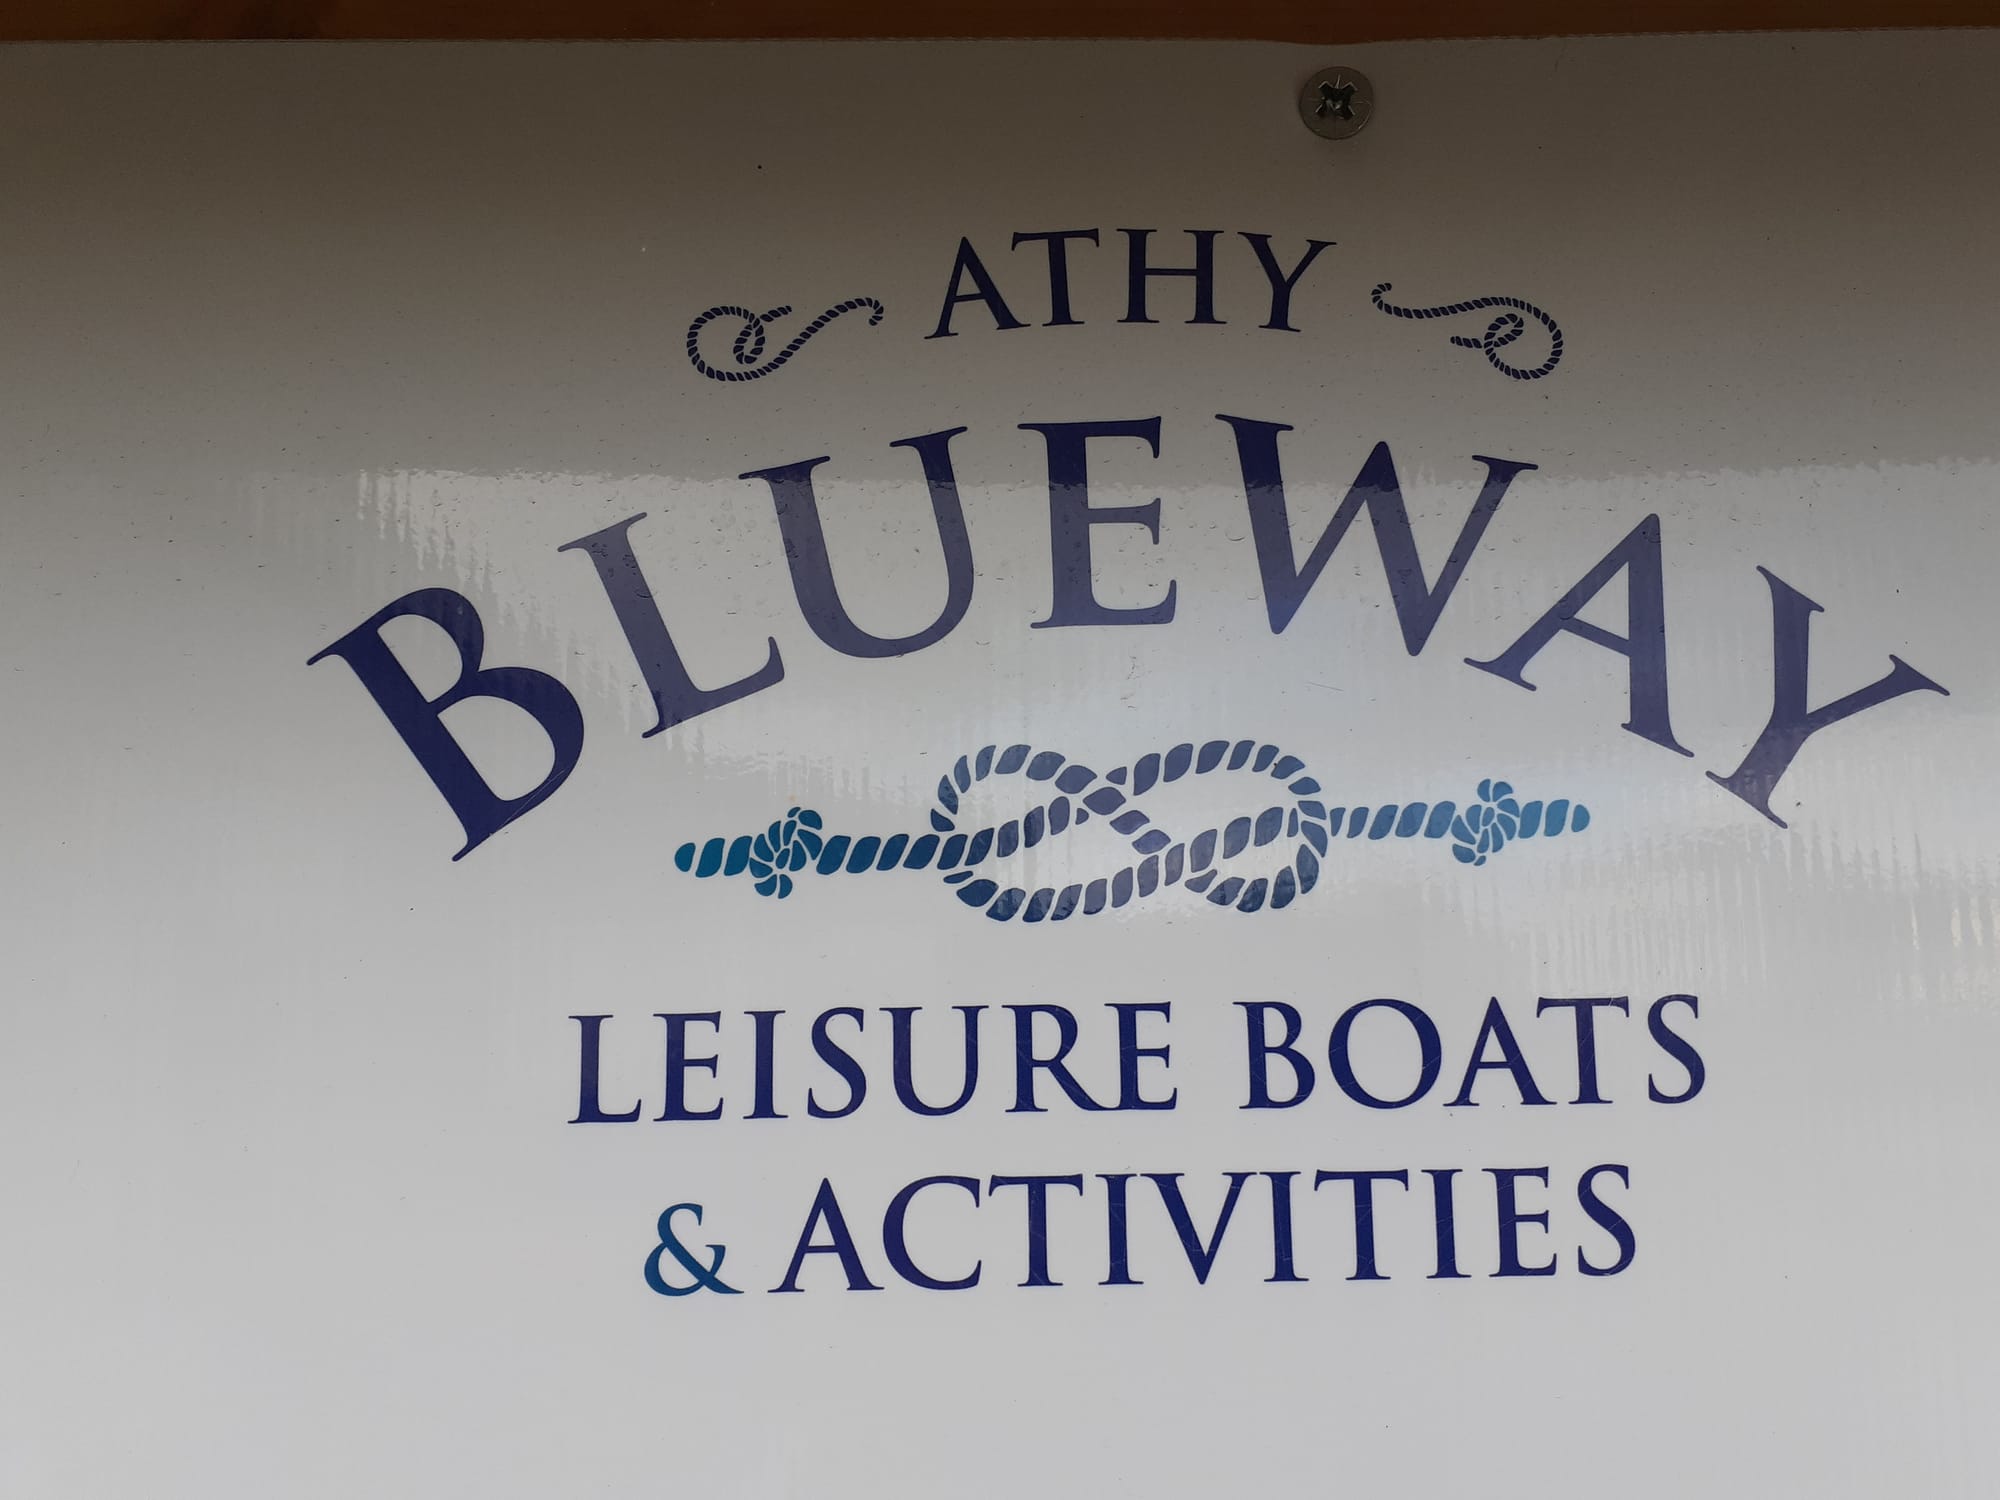 ATHY
BLUEWAY
LEISURE BOATS
& ACTIVITIES